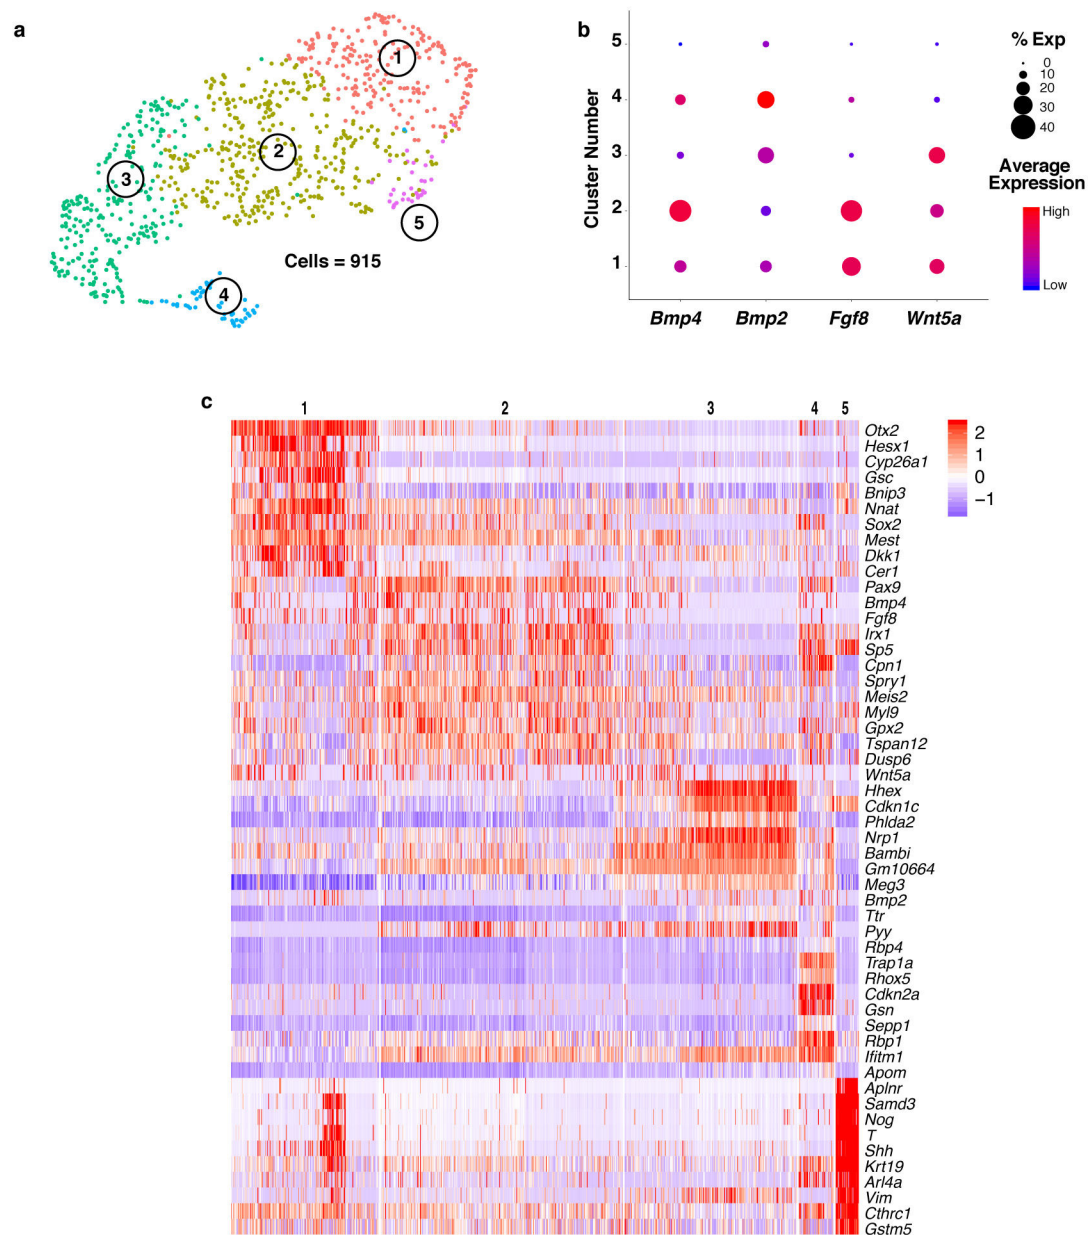 a
1
2
3
4
5
Cells = 915
b
Cluster Number
5
4
3
2
1
Bmp4 Bmp2 Fgf8 Wnt5a
% Exp
0
10
20
30
40
Average
Expression
High
Low
c
1 2 3 4 5
Otx2
Hesx1
Cyp26a1
Gsc
Bnip3
Nnat
Sox2
Mest
Dkk1
Cer1
Pax9
Bmp4
Fgf8
Irx1
Sp5
Cpn1
Spry1
Meis2
Myl9
Gpx2
Tspan12
Dusp6
Wnt5a
Hhex
Cdkn1c
Phlda2
Nrp1
Bambi
Gm10664
Meg3
Bmp2
Ttr
Pyy
Rbp4
Trap1a
Rhox5
Cdkn2a
Gsn
Sepp1
Rbp1
Ifitm1
Apom
Aplnr
Samd3
Nog
T
Shh
Krt19
Arl4a
Vim
Cthrc1
Gstm5
2
1
0
−1